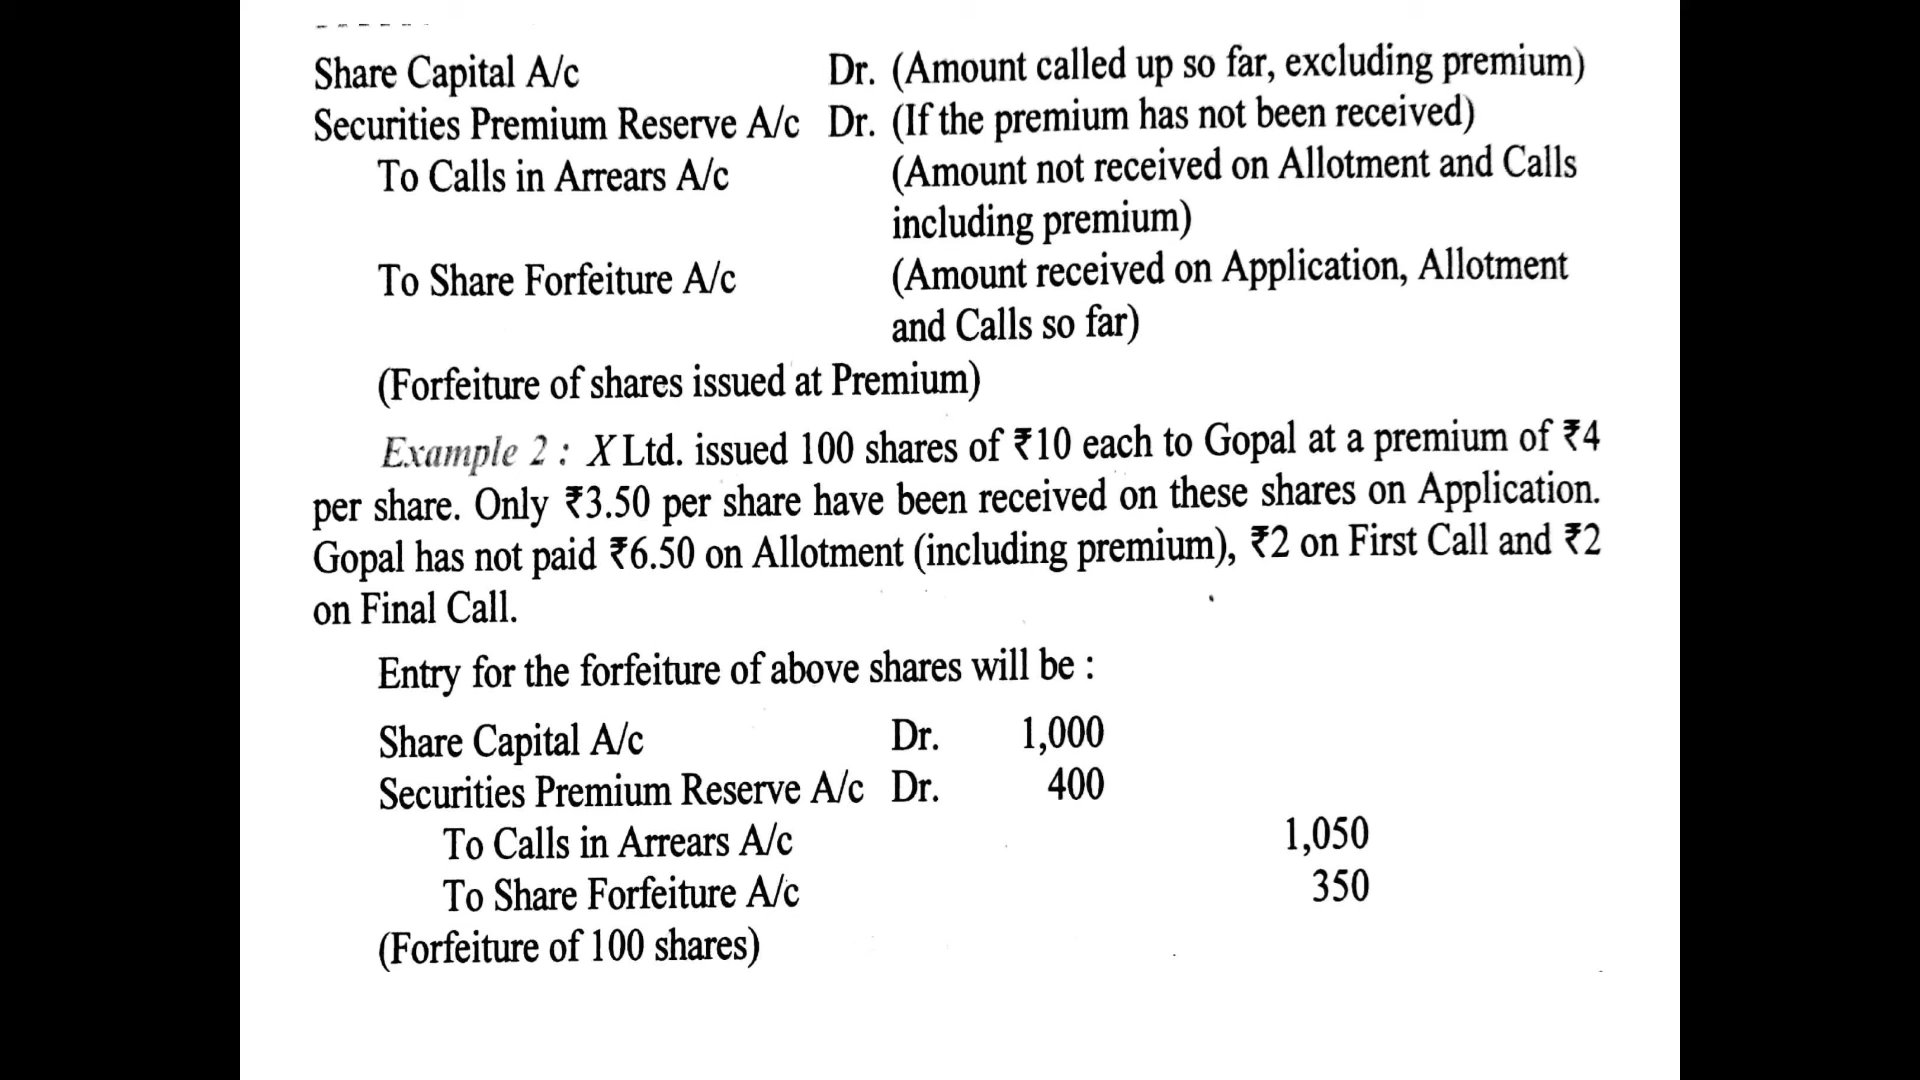 Share Capital A/c Dr. (Amount called up so far, excluding premium)
Securities Premium Reserve A/c Dr. (If the premium has not been received)
To Calls in Arrears A/c (Amount not received on Allotment and Calls
including premium)
To Share Forfeiture A/c (Amount received on Application, Allotment
and Calls so far)
(Forfeiture of shares issued at Premium)
Example 2 : X Ltd. issued 100 shares of ₹10 each to Gopal at a premium of ₹4
per share. Only ₹3.50 per share have been received on these shares on Application.
Gopal has not paid ₹6.50 on Allotment (including premium), ₹2 on First Call and ₹2
on Final Call.
Entry for the forfeiture of above shares will be :
Share Capital A/c Dr. 1,000
Securities Premium Reserve A/c Dr. 400
To Calls in Arrears A/c 1,050
To Share Forfeiture A/c 350
(Forfeiture of 100 shares)